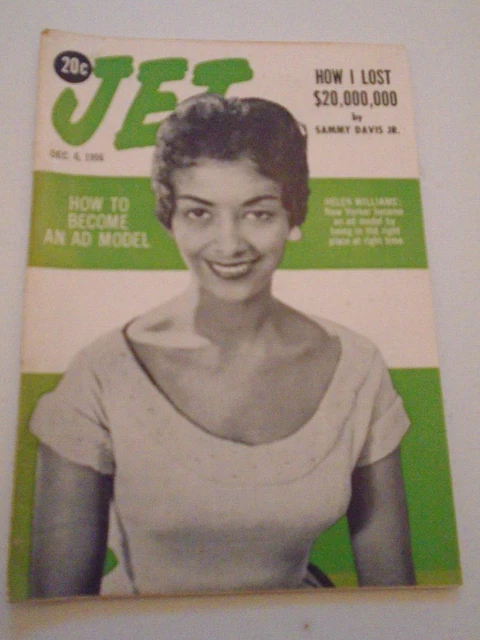 20¢
JET
HOW I LOST
$20,000,000
by
SAMMY DAVIS JR.
DEC. 6, 1956
HOW TO
BECOME
AN AD MODEL
HELEN WILLIAMS:
New Yorker became
an ad model by
being in the right
place at right time